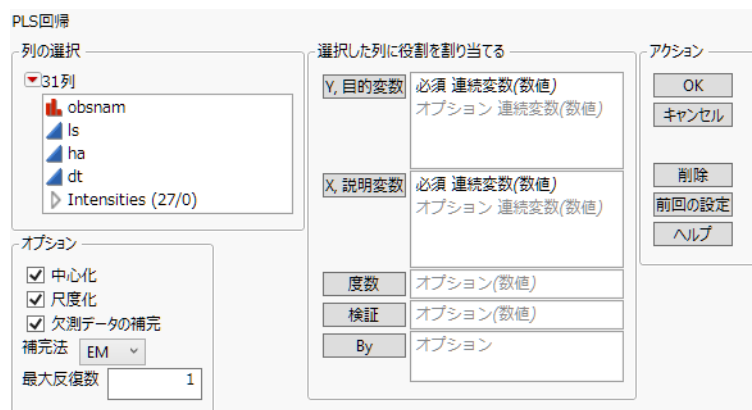 PLS回帰
列の選択
31列
obsnam
ls
ha
dt
Intensities (27/0)
オプション
中心化
尺度化
欠測データの補完
補完法 EM
最大反復数 1
選択した列に役割を割り当てる
Y, 目的変数 必須 連続変数(数値)
オプション 連続変数(数値)
X, 説明変数 必須 連続変数(数値)
オプション 連続変数(数値)
度数 オプション(数値)
検証 オプション(数値)
By オプション
アクション
OK
キャンセル
削除
前回の設定
ヘルプ